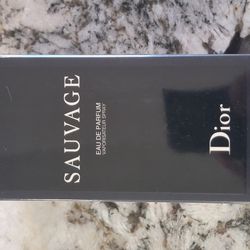 SAUVAGE
EAU DE PARFUM
VAPORISATEUR SPRAY
Dior